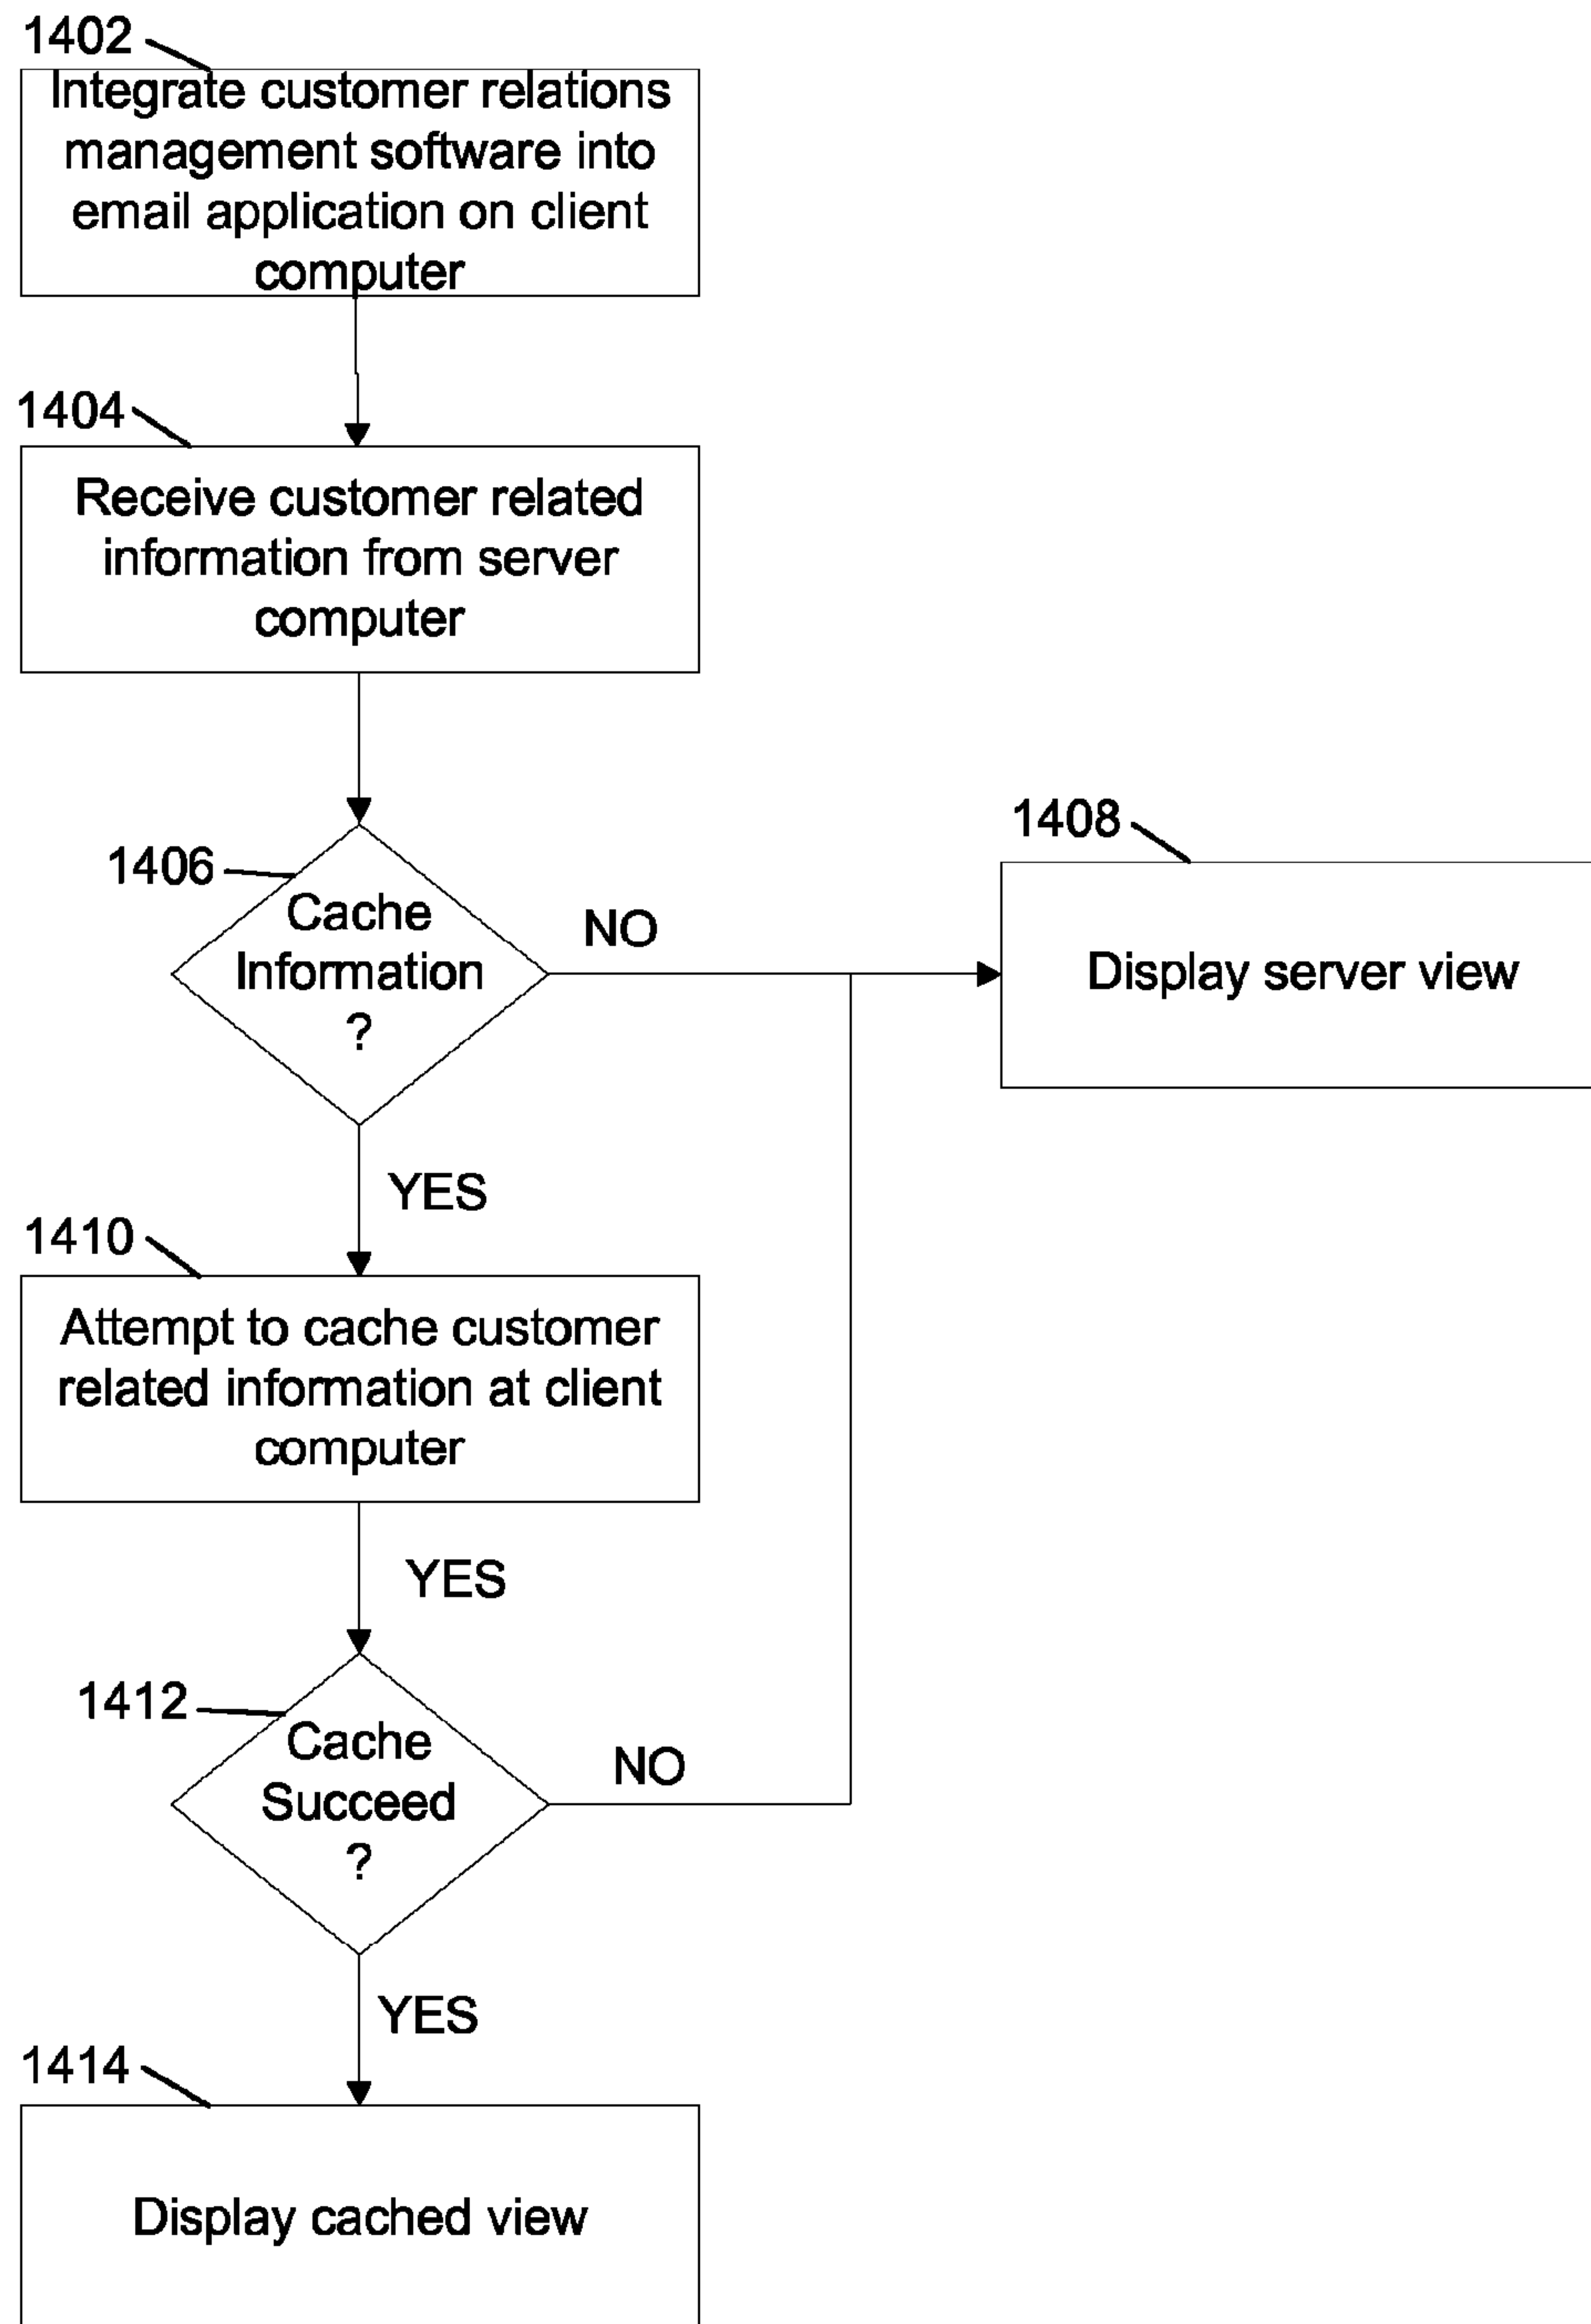 1402
Integrate customer relations
management software into
email application on client
computer
1404
Receive customer related
information from server
computer
1406
Cache
Information
?
NO
1408
Display server view
YES
1410
Attempt to cache customer
related information at client
computer
YES
1412
Cache
Succeed
?
NO
YES
1414
Display cached view